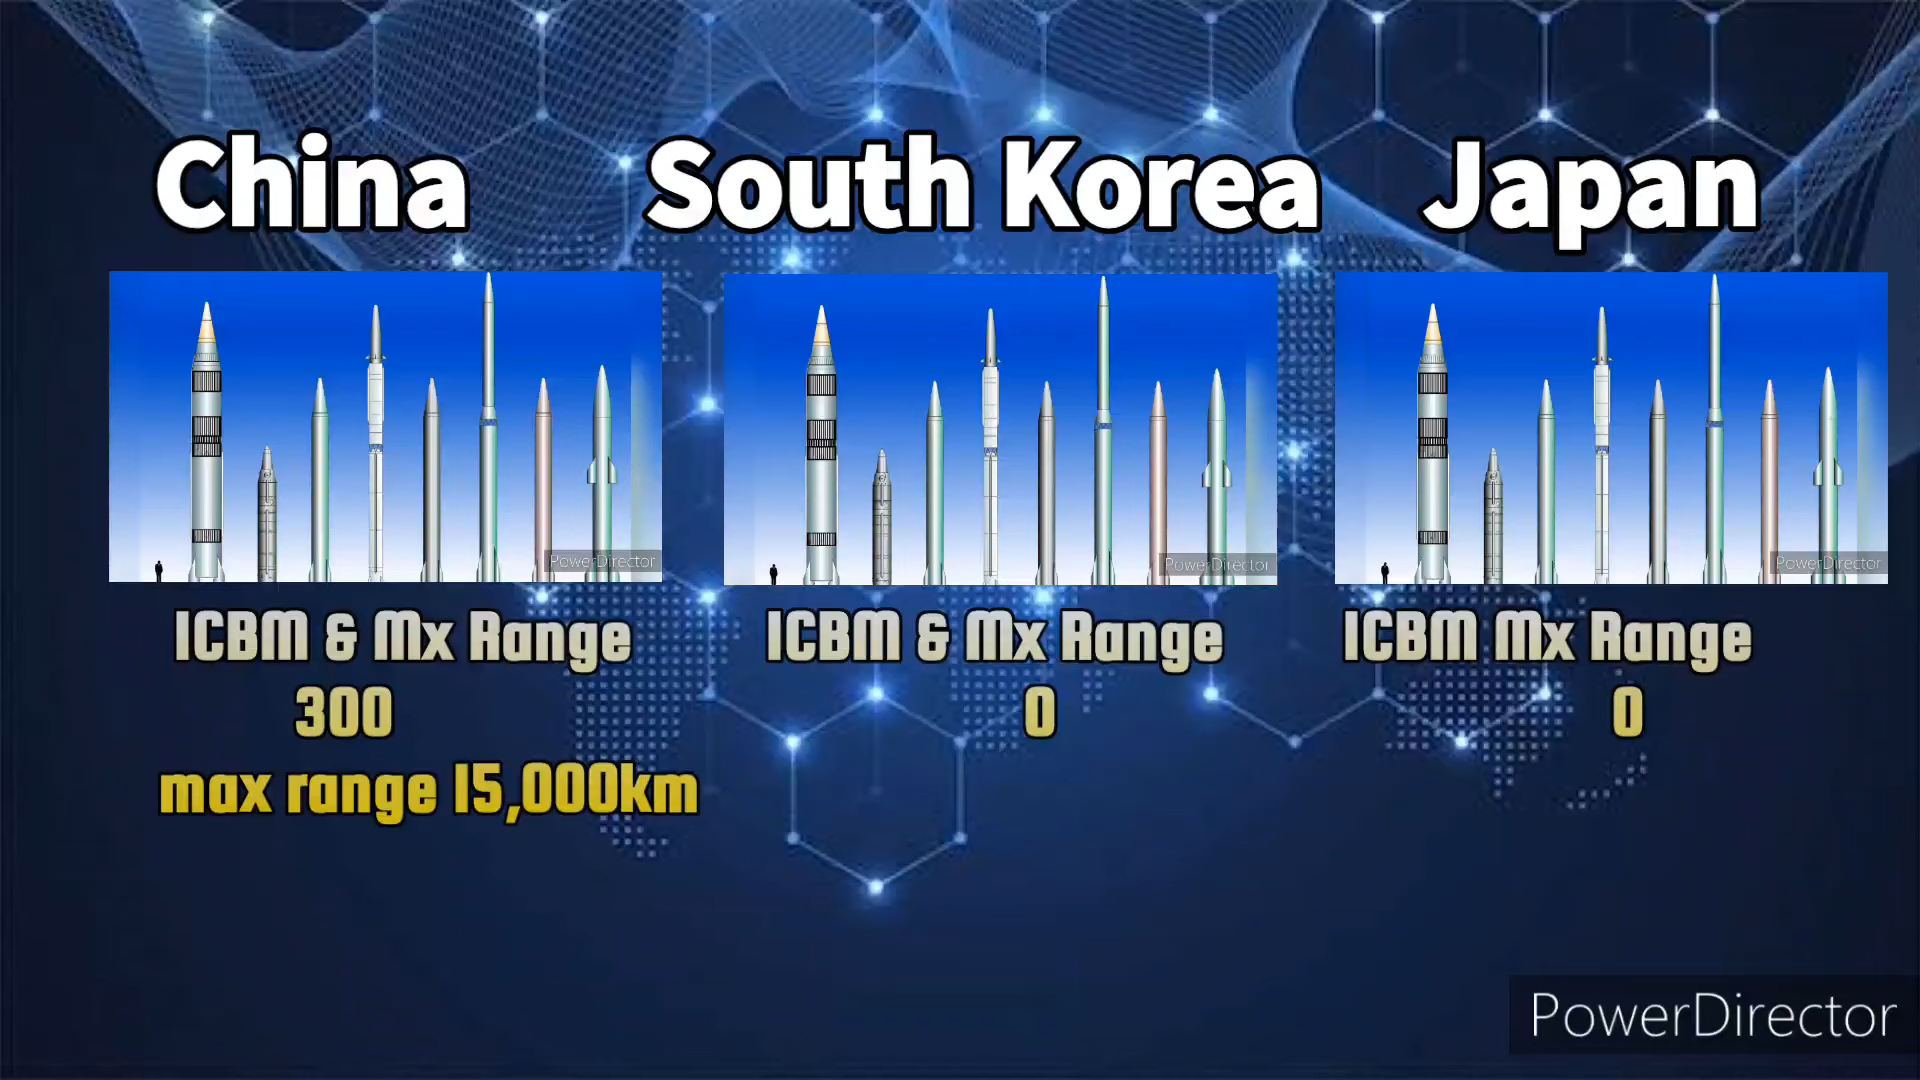 China
South Korea
Japan
PowerDirector
PowerDirector
PowerDirector
ICBM & Mx Range
300
max range 15,000km
ICBM & Mx Range
0
ICBM Mx Range
0
PowerDirector